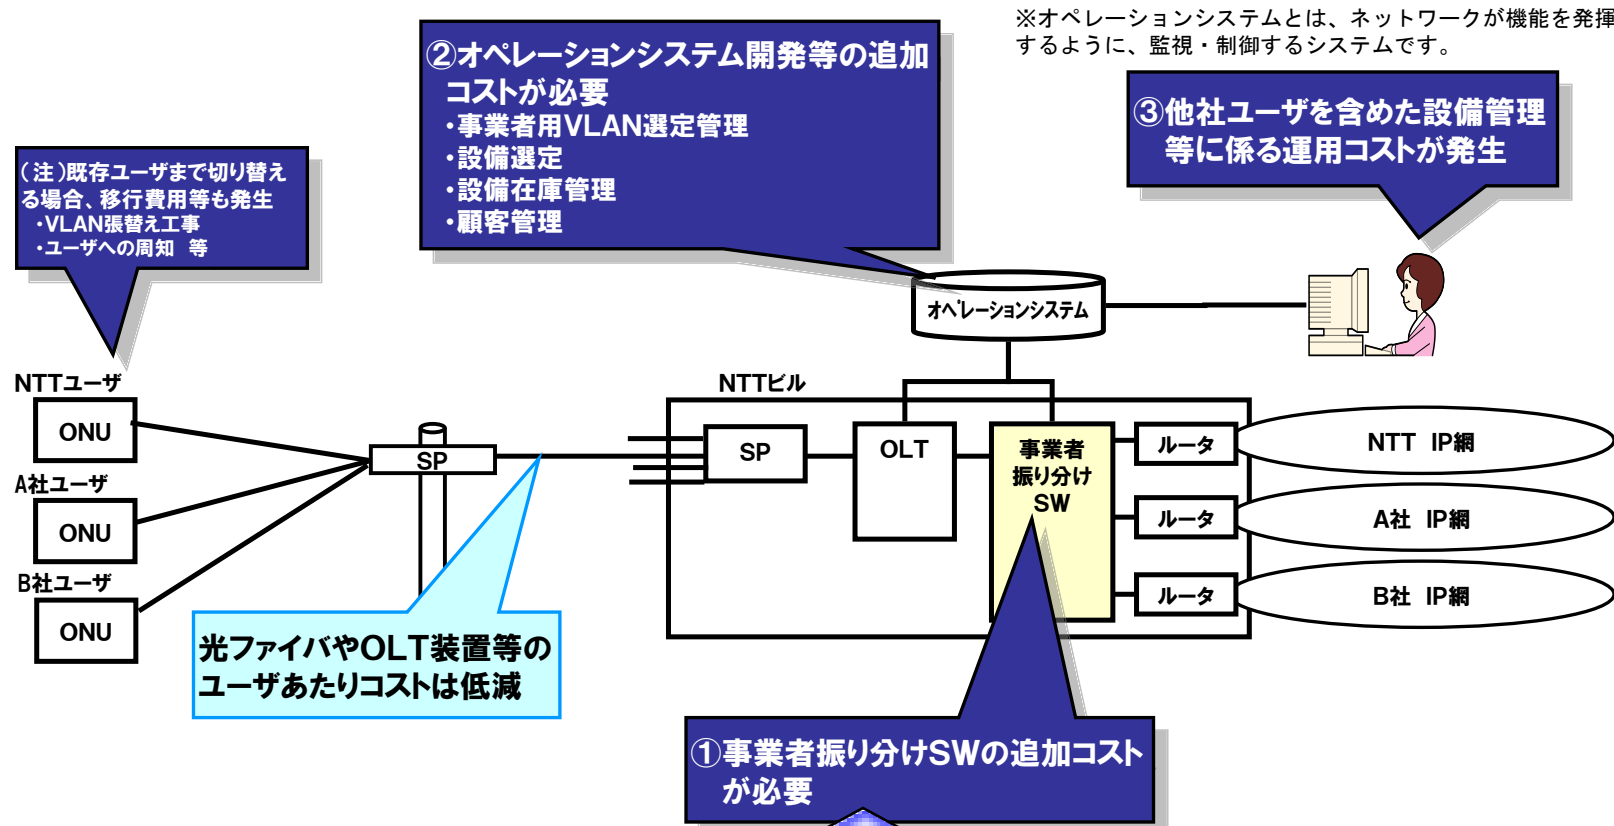 ※オペレーションシステムとは、ネットワークが機能を発揮
するように、監視・制御するシステムです。
②オペレーションシステム開発等の追加
コストが必要
・事業者用VLAN選定管理
・設備選定
・設備在庫管理
・顧客管理
③他社ユーザを含めた設備管理
等に係る運用コストが発生
（注）既存ユーザまで切り替え
る場合、移行費用等も発生
・VLAN張替え工事
・ユーザへの周知 等
オペレーションシステム
NTTユーザ
ONU
A社ユーザ
ONU
B社ユーザ
ONU
SP
NTTビル
SP
OLT
事業者
振り分け
SW
ルータ
NTT IP網
ルータ
A社 IP網
ルータ
B社 IP網
光ファイバやOLT装置等の
ユーザあたりコストは低減
①事業者振り分けSWの追加コスト
が必要